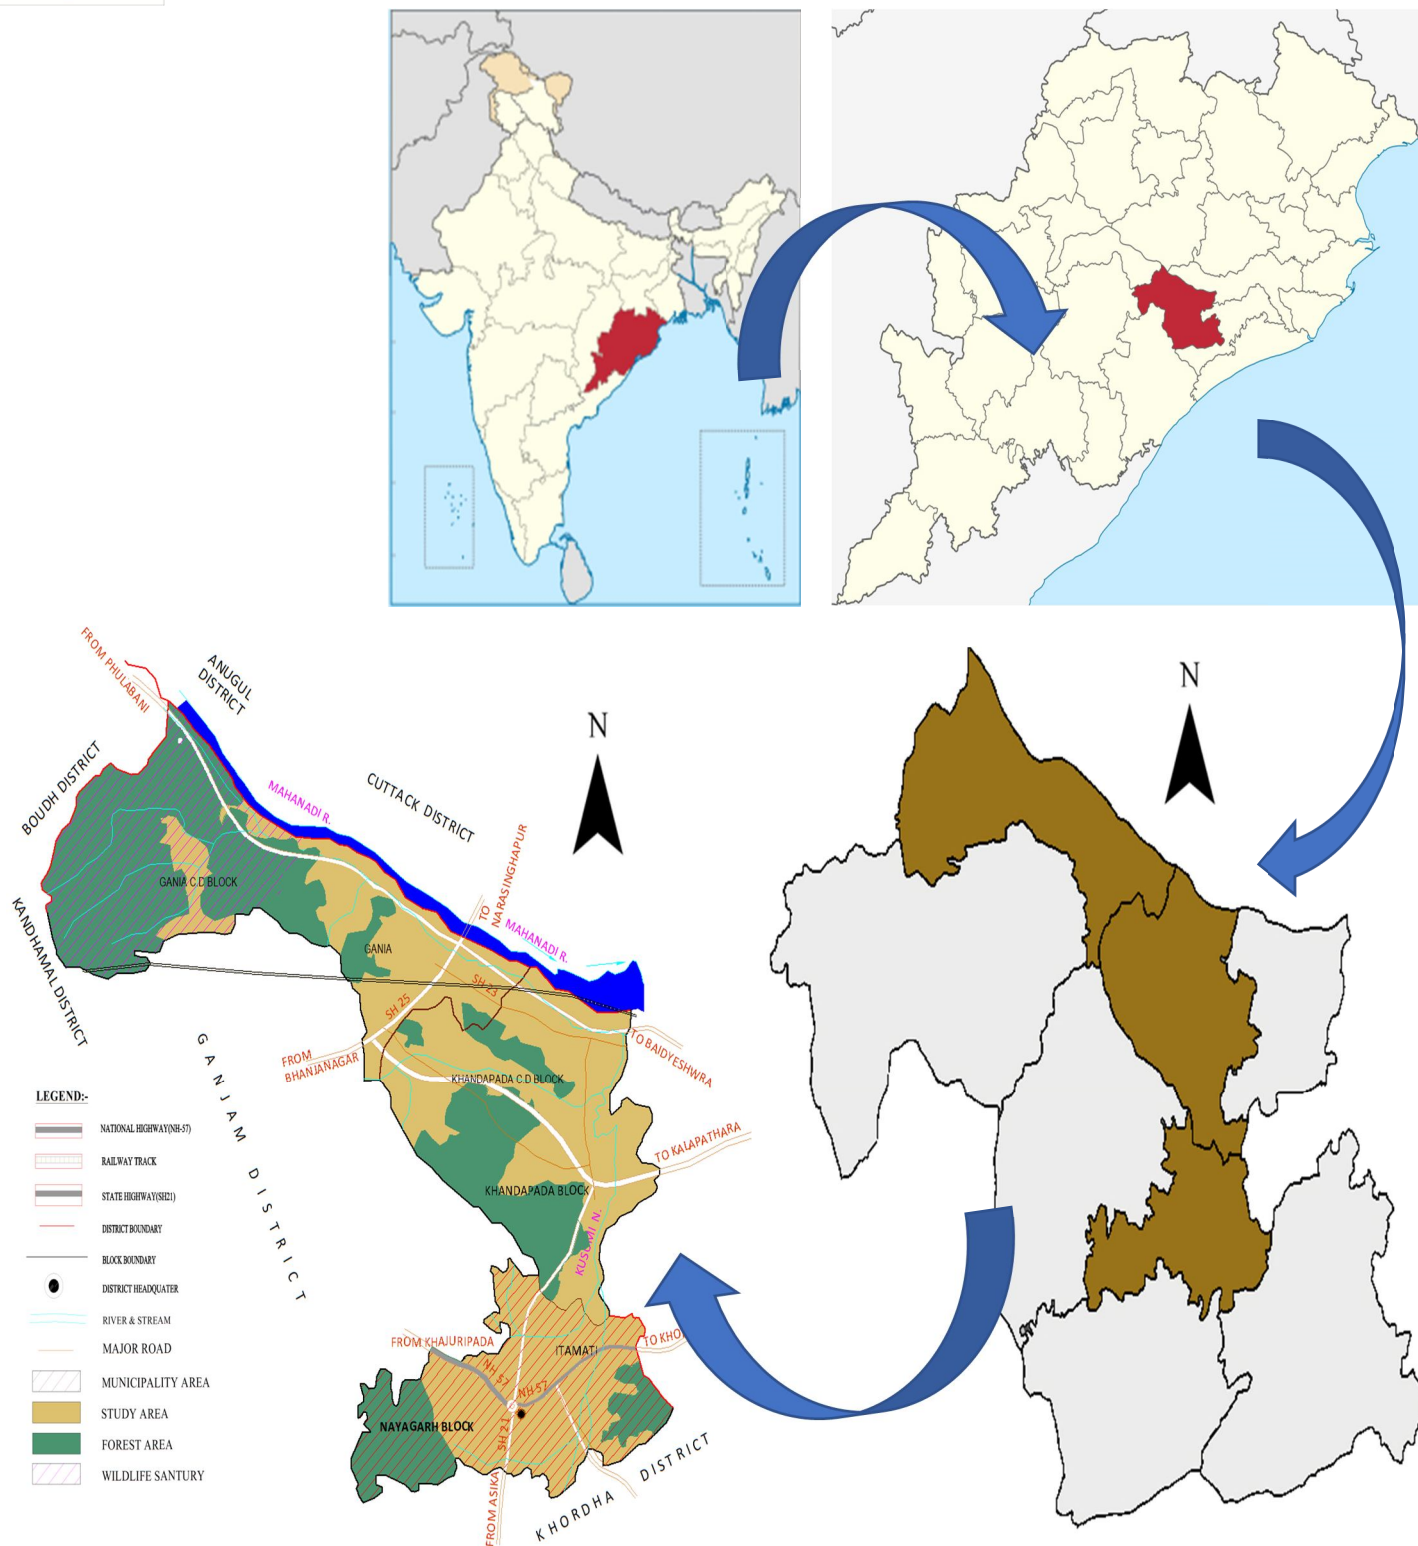 FROM PHULABANI
ANUGUL
DISTRICT
BOUDH DISTRICT
MAHANADI R.
CUTTACK DISTRICT
N
N
TO
NARASINGHAPUR
GANIA C.D BLOCK
KANDHAMAL DISTRICT
GANIA
MAHANADI R.
SH 23
SH 25
FROM
BHANJANAGAR
TO BAIDYESHWRA
KHANDAPADA C.D BLOCK
GANJAM DISTRICT
TO KALAPATHARA
KHANDAPADA BLOCK
KUSUMI N.
FROM KHAJURIPADA
ITAMATI
TO KHO
NH 57
NH 57
NAYAGARH BLOCK
SH 21
FROM ASIKA
KHORDHA DISTRICT
LEGEND:-
NATIONAL HIGHWAY(NH-57)
RAILWAY TRACK
STATE HIGHWAY(SH21)
DISTRICT BOUNDARY
BLOCK BOUNDARY
DISTRICT HEADQUATER
RIVER & STREAM
MAJOR ROAD
MUNICIPALITY AREA
STUDY AREA
FOREST AREA
WILDLIFE SANTURY